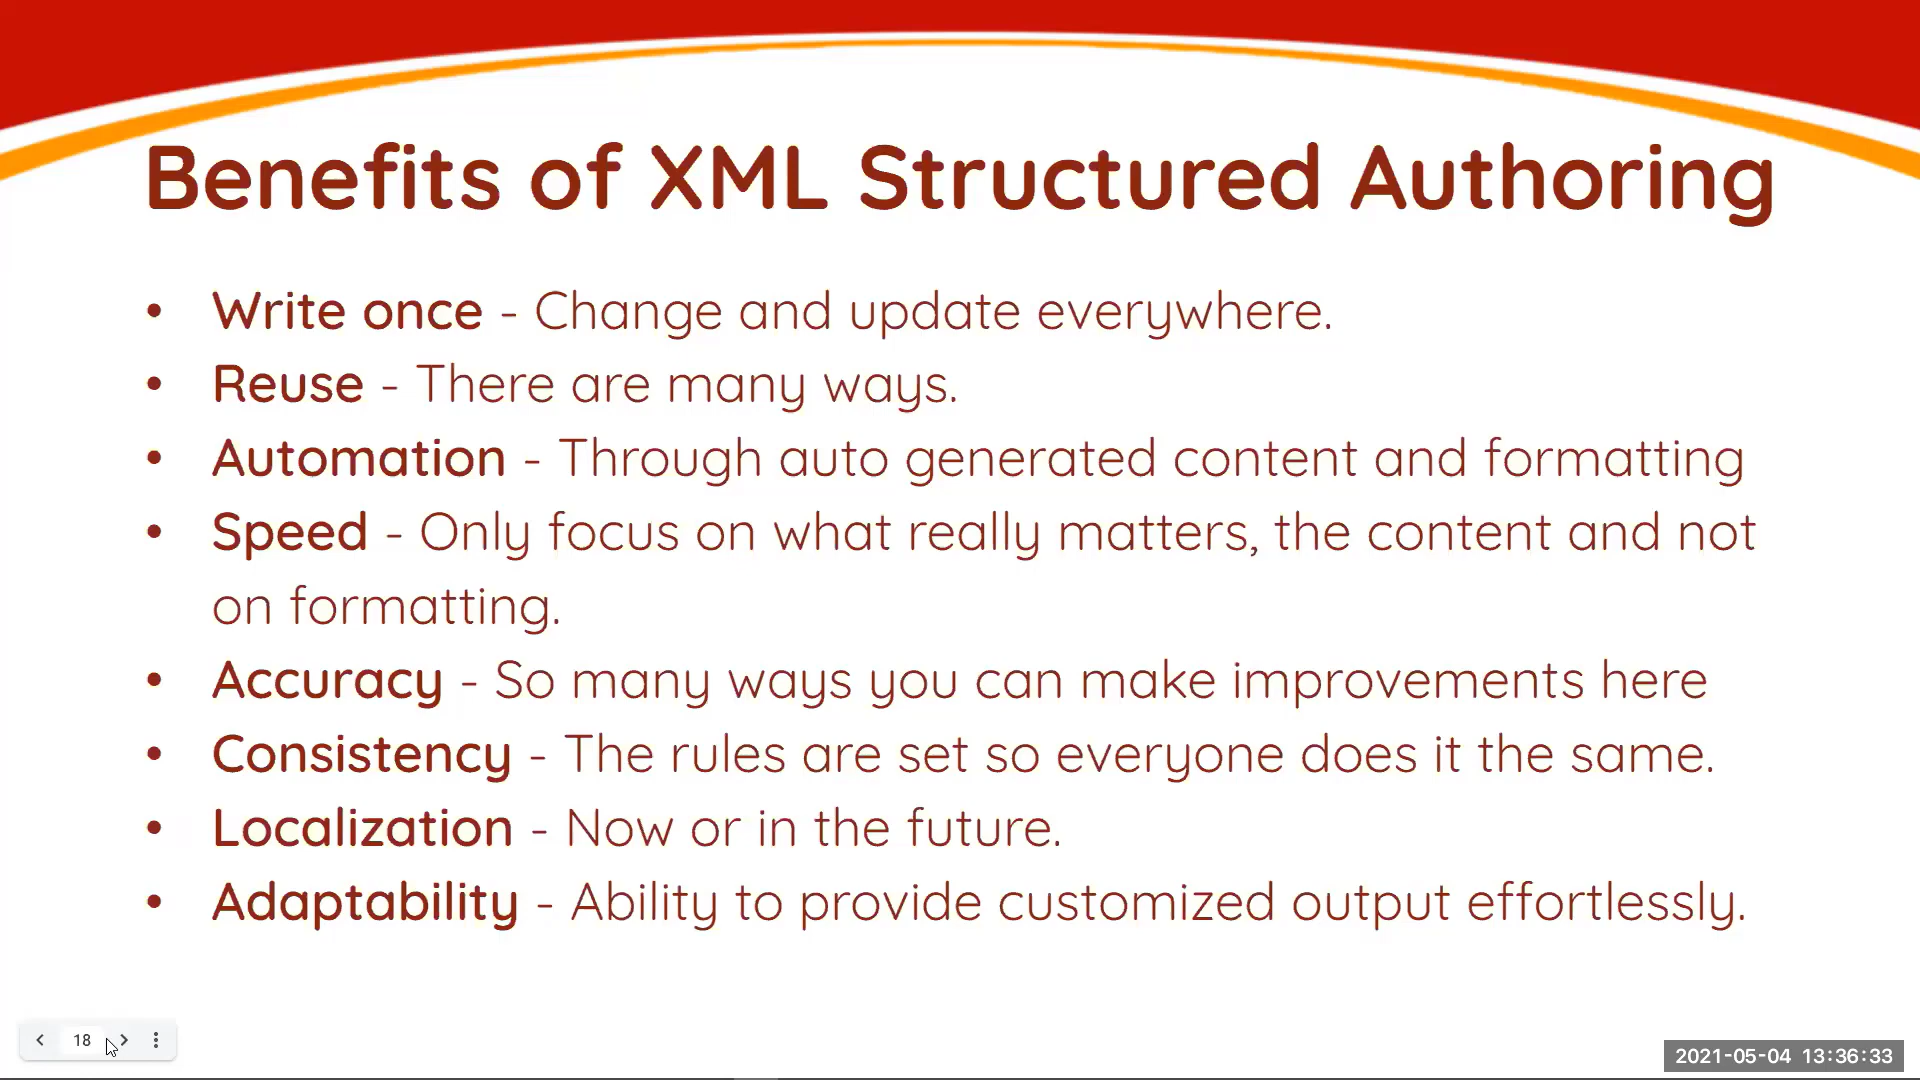 Benefits of XML Structured Authoring
• Write once - Change and update everywhere.
• Reuse - There are many ways.
• Automation - Through auto generated content and formatting
• Speed - Only focus on what really matters, the content and not
on formatting.
• Accuracy - So many ways you can make improvements here
• Consistency - The rules are set so everyone does it the same.
• Localization - Now or in the future.
• Adaptability - Ability to provide customized output effortlessly.
18
2021-05-04 13:36:33